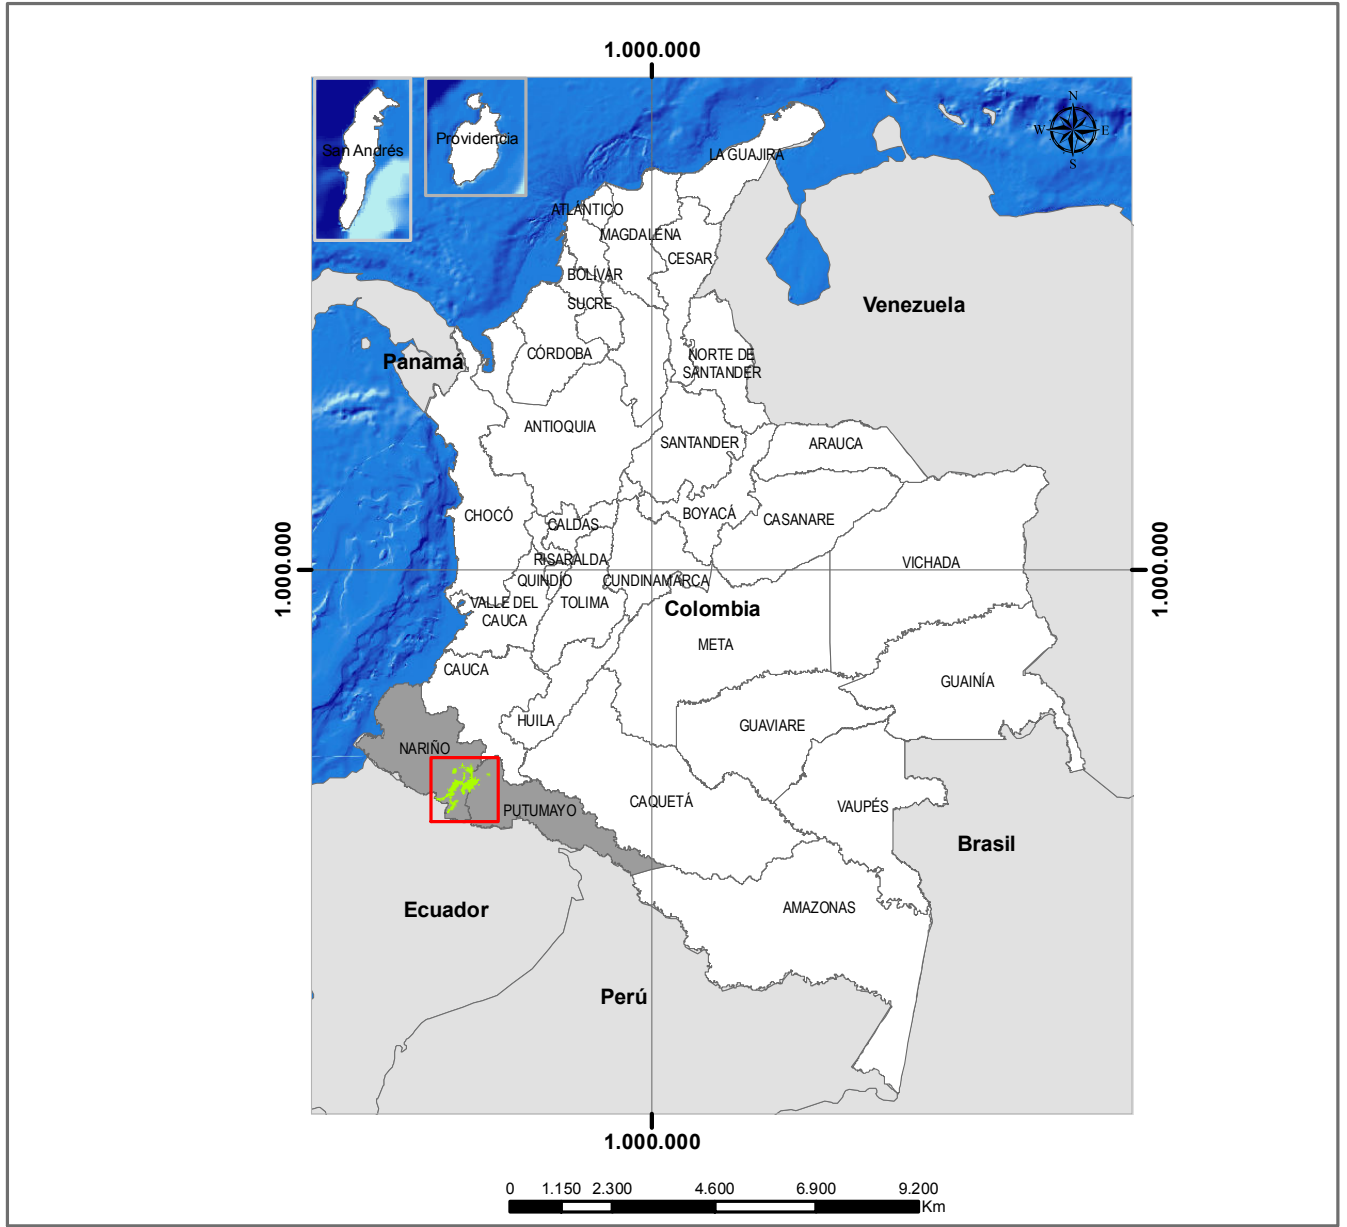 1.000.000
N
W
E
S
San Andrés
Providencia
LA GUAJIRA
ATLÁNTICO
MAGDALENA
CESAR
BOLÍVAR
SUCRE
Venezuela
Panamá
CÓRDOBA
NORTE DE
SANTANDER
ANTIOQUIA
SANTANDER
ARAUCA
CHOCÓ
CALDAS
BOYACÁ
CASANARE
RISARALDA
VICHADA
1.000.000
1.000.000
QUINDÍO
CUNDINAMARCA
VALLE DEL
CAUCA
TOLIMA
Colombia
META
CAUCA
GUAINÍA
HUILA
GUAVIARE
NARIÑO
PUTUMAYO
CAQUETÁ
VAUPÉS
Brasil
Ecuador
AMAZONAS
Perú
1.000.000
0 1.150 2.300 4.600 6.900 9.200
Km